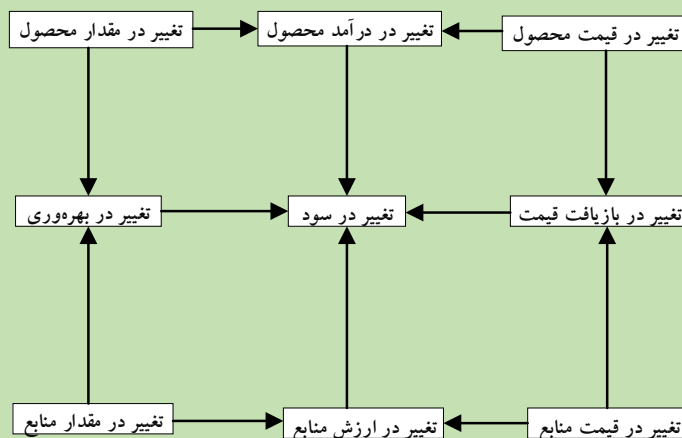 تغییر در قیمت محصول
تغییر در درآمد محصول
تغییر در مقدار محصول
تغییر در بازیافت قیمت
تغییر در سود
تغییر در بهره‌وری
تغییر در قیمت منابع
تغییر در ارزش منابع
تغییر در مقدار منابع